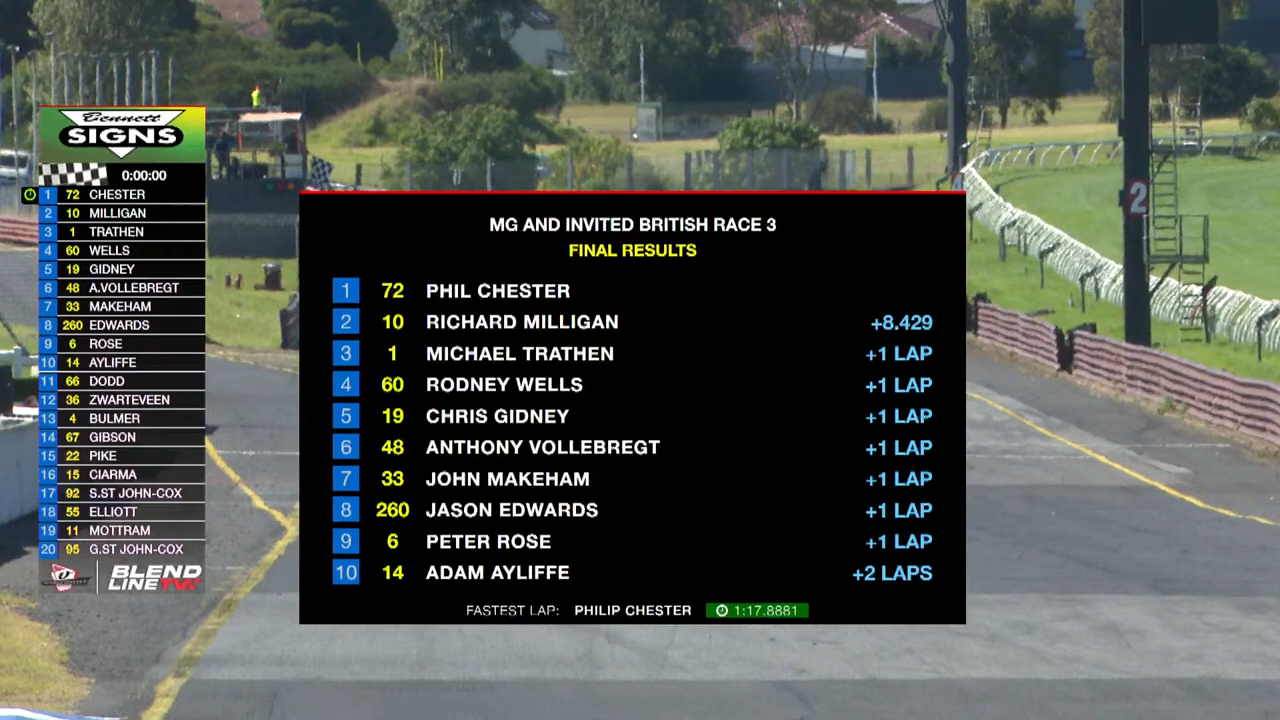 Bennett
SIGNS
0:00:00
1 72 CHESTER
2 10 MILLIGAN
3 1 TRATHEN
4 60 WELLS
5 19 GIDNEY
6 48 A.VOLLEBREGT
7 33 MAKEHAM
8 260 EDWARDS
9 6 ROSE
10 14 AYLIFFE
11 66 DODD
12 36 ZWARTEVEEN
13 4 BULMER
14 67 GIBSON
15 22 PIKE
16 15 CIARMA
17 92 S.ST JOHN-COX
18 55 ELLIOTT
19 11 MOTTRAM
20 95 G.ST JOHN-COX
BLEND
LINE TV
MG AND INVITED BRITISH RACE 3
FINAL RESULTS
1 72 PHIL CHESTER
2 10 RICHARD MILLIGAN +8.429
3 1 MICHAEL TRATHEN +1 LAP
4 60 RODNEY WELLS +1 LAP
5 19 CHRIS GIDNEY +1 LAP
6 48 ANTHONY VOLLEBREGT +1 LAP
7 33 JOHN MAKEHAM +1 LAP
8 260 JASON EDWARDS +1 LAP
9 6 PETER ROSE +1 LAP
10 14 ADAM AYLIFFE +2 LAPS
FASTEST LAP: PHILIP CHESTER 1:17.8881
2